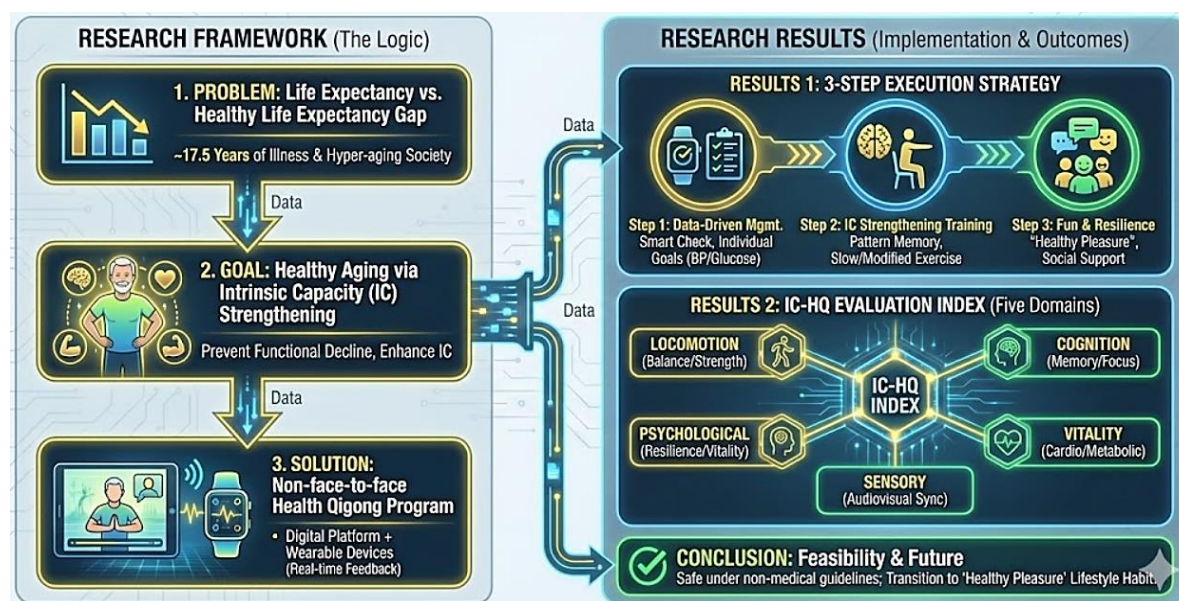 RESEARCH FRAMEWORK (The Logic)
1. PROBLEM: Life Expectancy vs.
Healthy Life Expectancy Gap
~17.5 Years of Illness & Hyper-aging Society
Data
2. GOAL: Healthy Aging via
Intrinsic Capacity (IC)
Strengthening
Prevent Functional Decline, Enhance IC
Data
3. SOLUTION:
Non-face-to-face
Health Qigong Program
• Digital Platform +
Wearable Devices
(Real-time Feedback)
Data
Data
RESEARCH RESULTS (Implementation & Outcomes)
RESULTS 1: 3-STEP EXECUTION STRATEGY
Step 1: Data-Driven Mgmt.
Smart Check, Individual
Goals (BP/Glucose)
Step 2: IC Strengthening Training
Pattern Memory,
Slow/Modified Exercise
Step 3: Fun & Resilience
"Healthy Pleasure",
Social Support
RESULTS 2: IC-HQ EVALUATION INDEX (Five Domains)
LOCOMOTION
(Balance/Strength)
COGNITION
(Memory/Focus)
IC-HQ
INDEX
PSYCHOLOGICAL
(Resilience/Vitality)
VITALITY
(Cardio/Metabolic)
SENSORY
(Audiovisual Sync)
CONCLUSION: Feasibility & Future
Safe under non-medical guidelines; Transition to 'Healthy Pleasure' Lifestyle Habit.